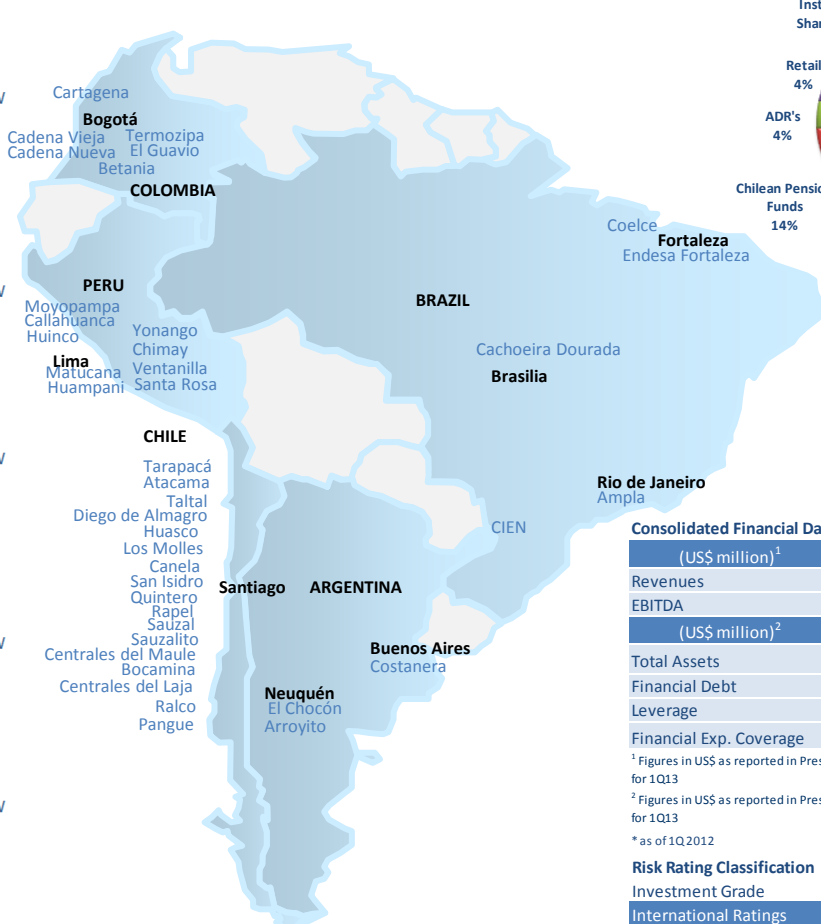 Inst
Shar
Retail
4%
ADR's
4%
Chilean Pensio
Funds
14%
Cartagena
Bogotá
Cadena Vieja
Termozipa
Cadena Nueva
El Guavio
Betania
COLOMBIA
Coelce
Fortaleza
Endesa Fortaleza
PERU
BRAZIL
Moyopampa
Callahuanca
Huinco
Yonango
Chimay
Lima
Matucana
Ventanilla
Huampani
Santa Rosa
Cachoeira Dourada
Brasilia
CHILE
Tarapacá
Atacama
Taltal
Diego de Almagro
Huasco
Los Molles
Canela
San Isidro
Quintero
Rapel
Sauzal
Sauzalito
Centrales del Maule
Bocamina
Centrales del Laja
Ralco
Pangue
Santiago
ARGENTINA
Rio de Janeiro
Ampla
CIEN
Buenos Aires
Costanera
Neuquén
El Chocón
Arroyito
Consolidated Financial Da
(US$ million)1
Revenues
EBITDA
(US$ million)2
Total Assets
Financial Debt
Leverage
Financial Exp. Coverage
1 Figures in US$ as reported in Pres
for 1Q13
2 Figures in US$ as reported in Pres
for 1Q13
* as of 1Q 2012
Risk Rating Classification
Investment Grade
International Ratings